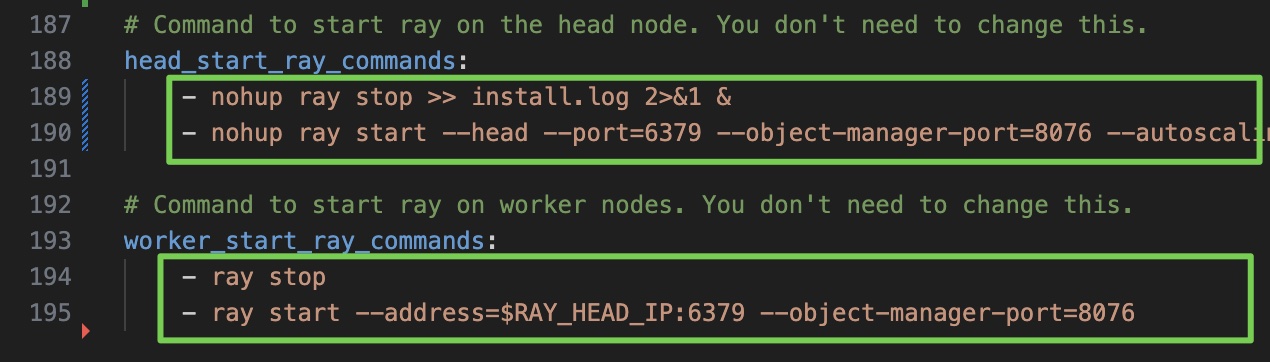 187 # Command to start ray on the head node. You don't need to change this.
188 head_start_ray_commands:
189 - nohup ray stop >> install.log 2>&1 &
190 - nohup ray start --head --port=6379 --object-manager-port=8076 --autoscalin
191
192 # Command to start ray on worker nodes. You don't need to change this.
193 worker_start_ray_commands:
194 - ray stop
195 - ray start --address=$RAY_HEAD_IP:6379 --object-manager-port=8076